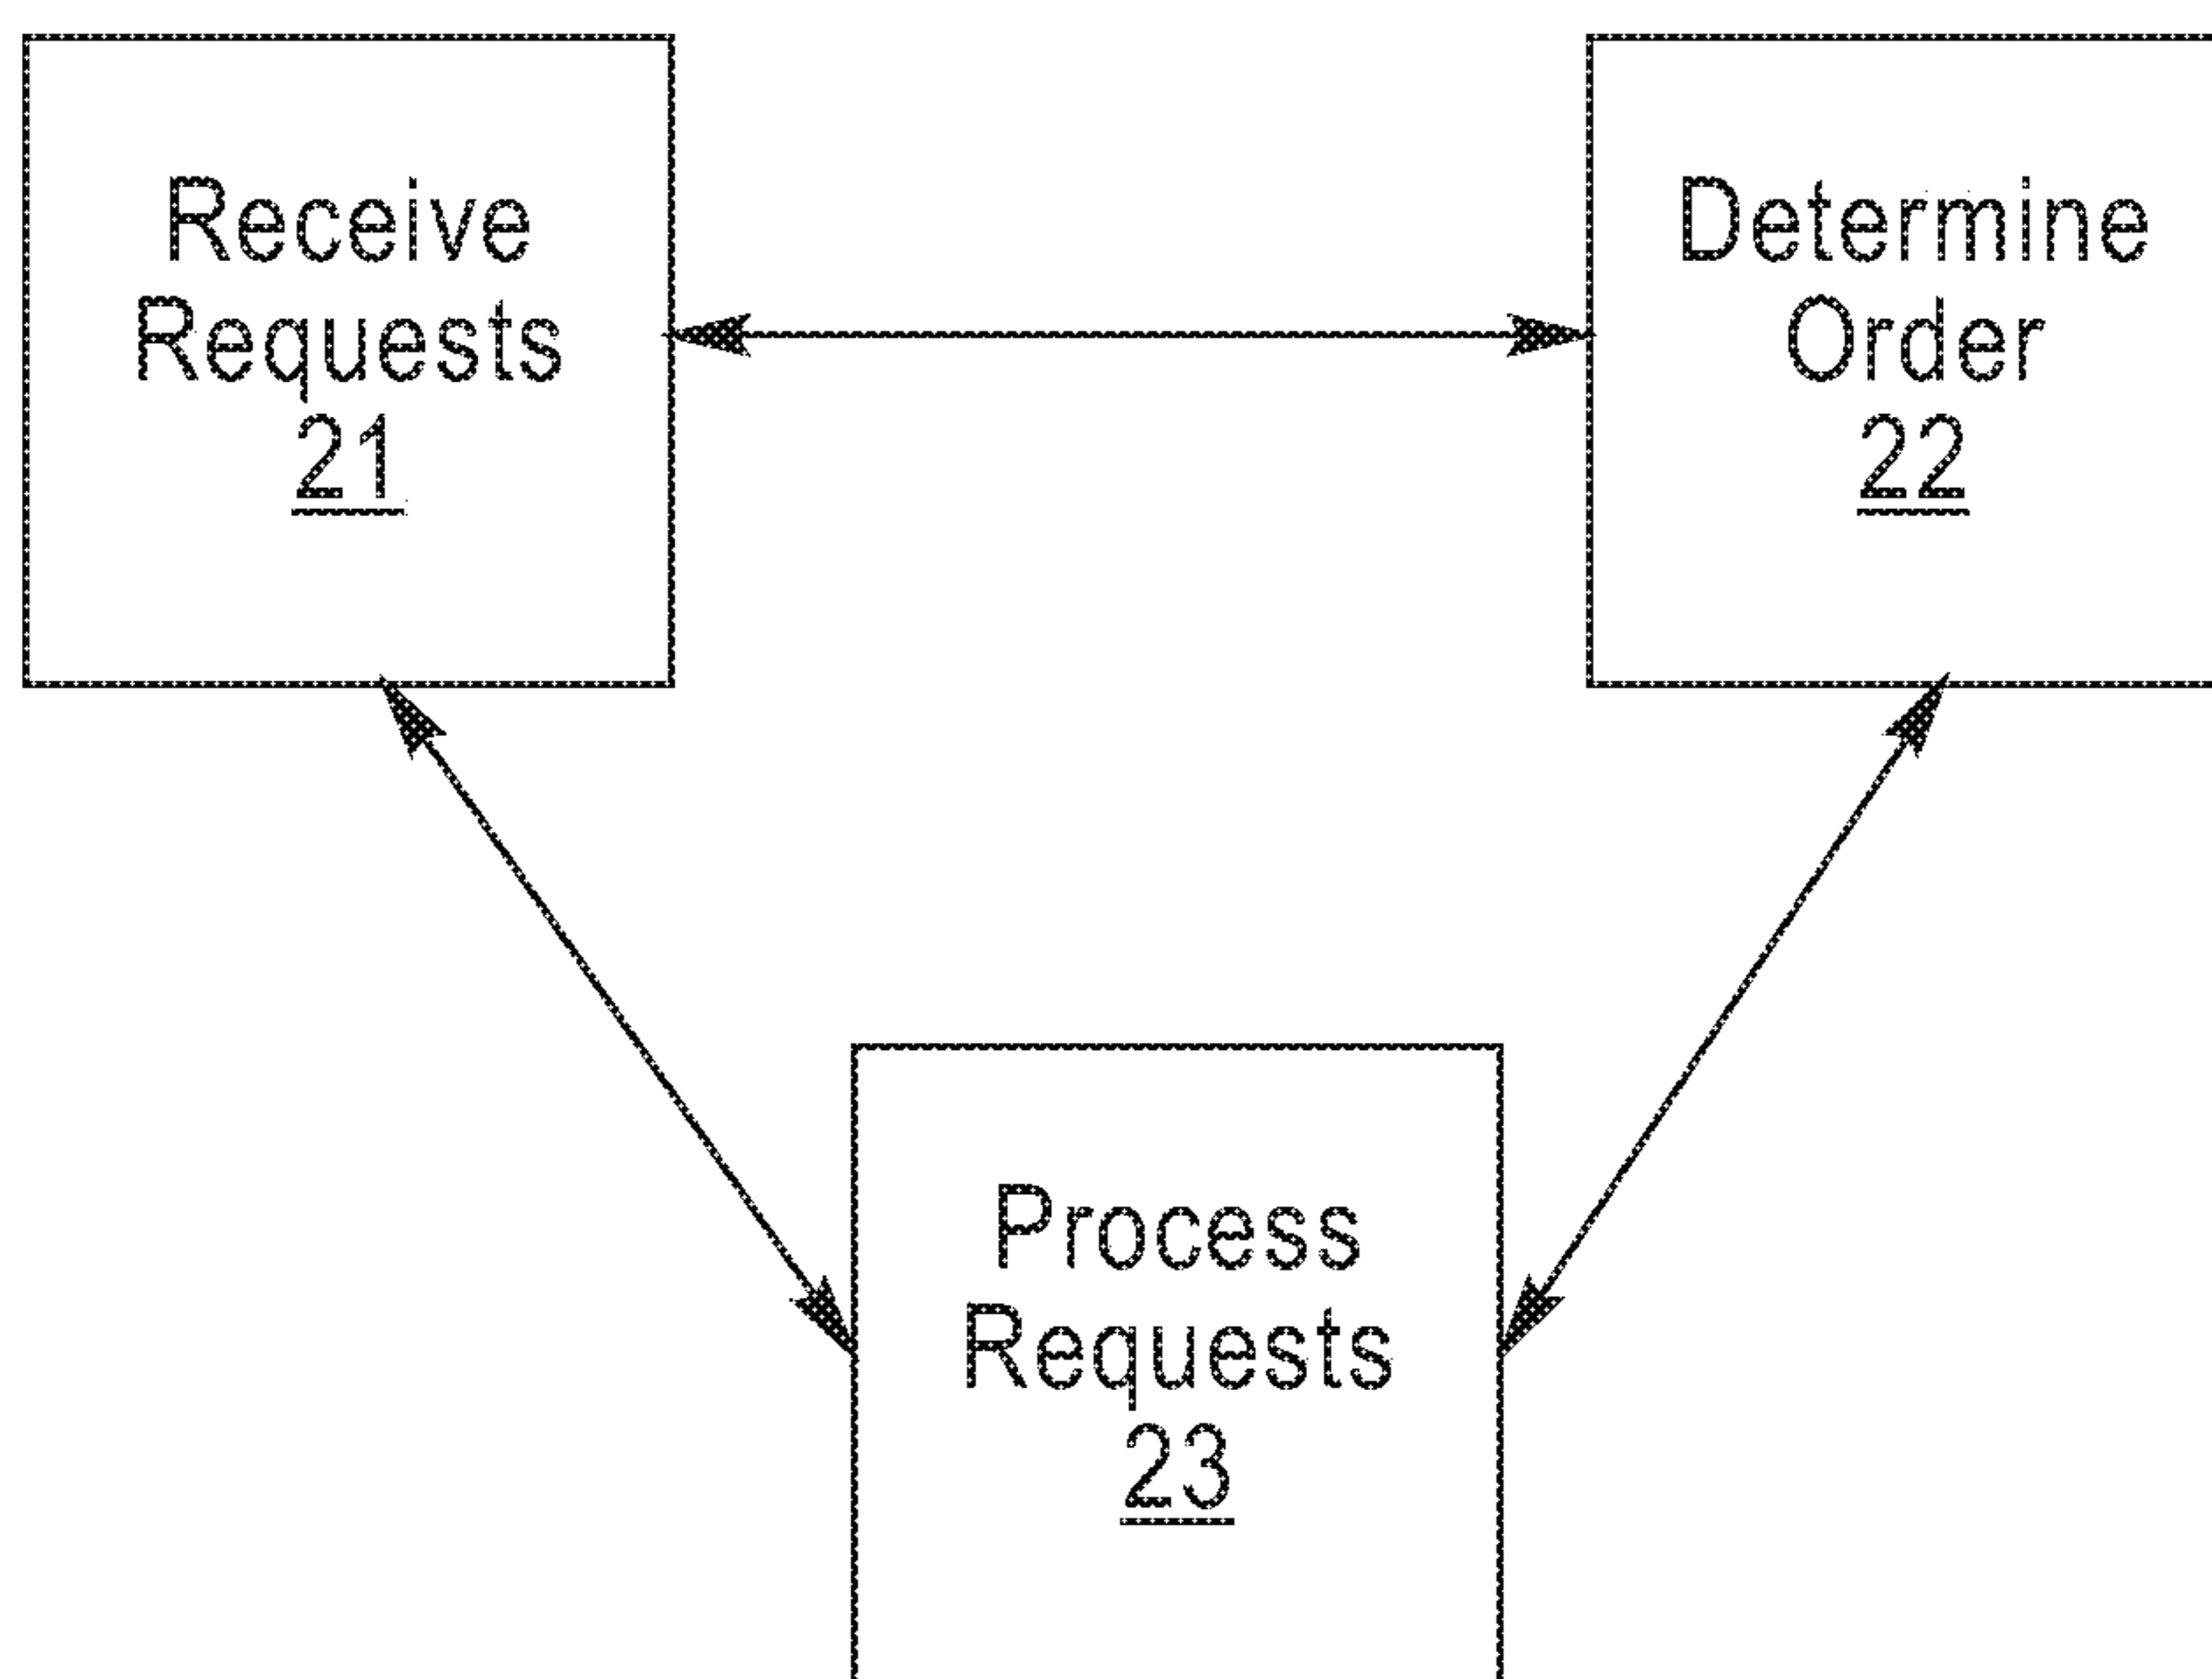 Receive
Requests
21
Determine
Order
22
Process
Requests
23